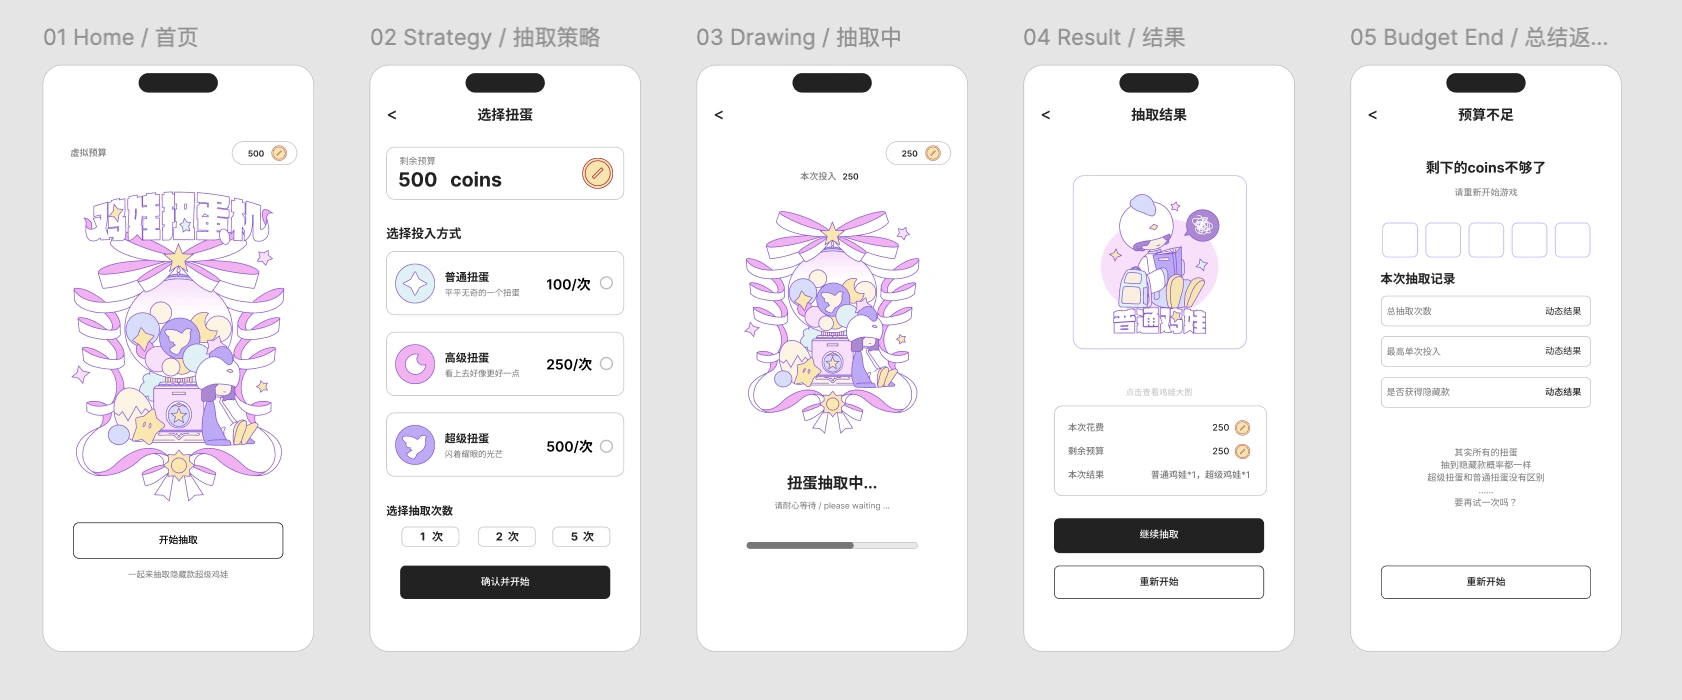 01 Home / 首页
虚拟预算
500
鸡娃扭蛋机
开始抽取
一起来抽取隐藏款超级鸡娃
02 Strategy / 抽取策略
<
选择扭蛋
剩余预算
500 coins
选择投入方式
普通扭蛋
平平无奇的一个扭蛋
100/次
高级扭蛋
看上去好像更好一点
250/次
超级扭蛋
闪着耀眼的光芒
500/次
选择抽取次数
1 次
2 次
5 次
确认并开始
03 Drawing / 抽取中
<
250
本次投入 250
扭蛋抽取中...
请耐心等待 / please waiting ...
04 Result / 结果
<
抽取结果
普通鸡娃
点击查看鸡娃大图
本次花费 250
剩余预算 250
本次结果 普通鸡娃*1，超级鸡娃*1
继续抽取
重新开始
05 Budget End / 总结返...
<
预算不足
剩下的coins不够了
请重新开始游戏
本次抽取记录
总抽取次数 动态结果
最高单次投入 动态结果
是否获得隐藏款 动态结果
其实所有的扭蛋
抽到隐藏款概率都一样
超级扭蛋和普通扭蛋没有区别
......
要再试一次吗？
重新开始